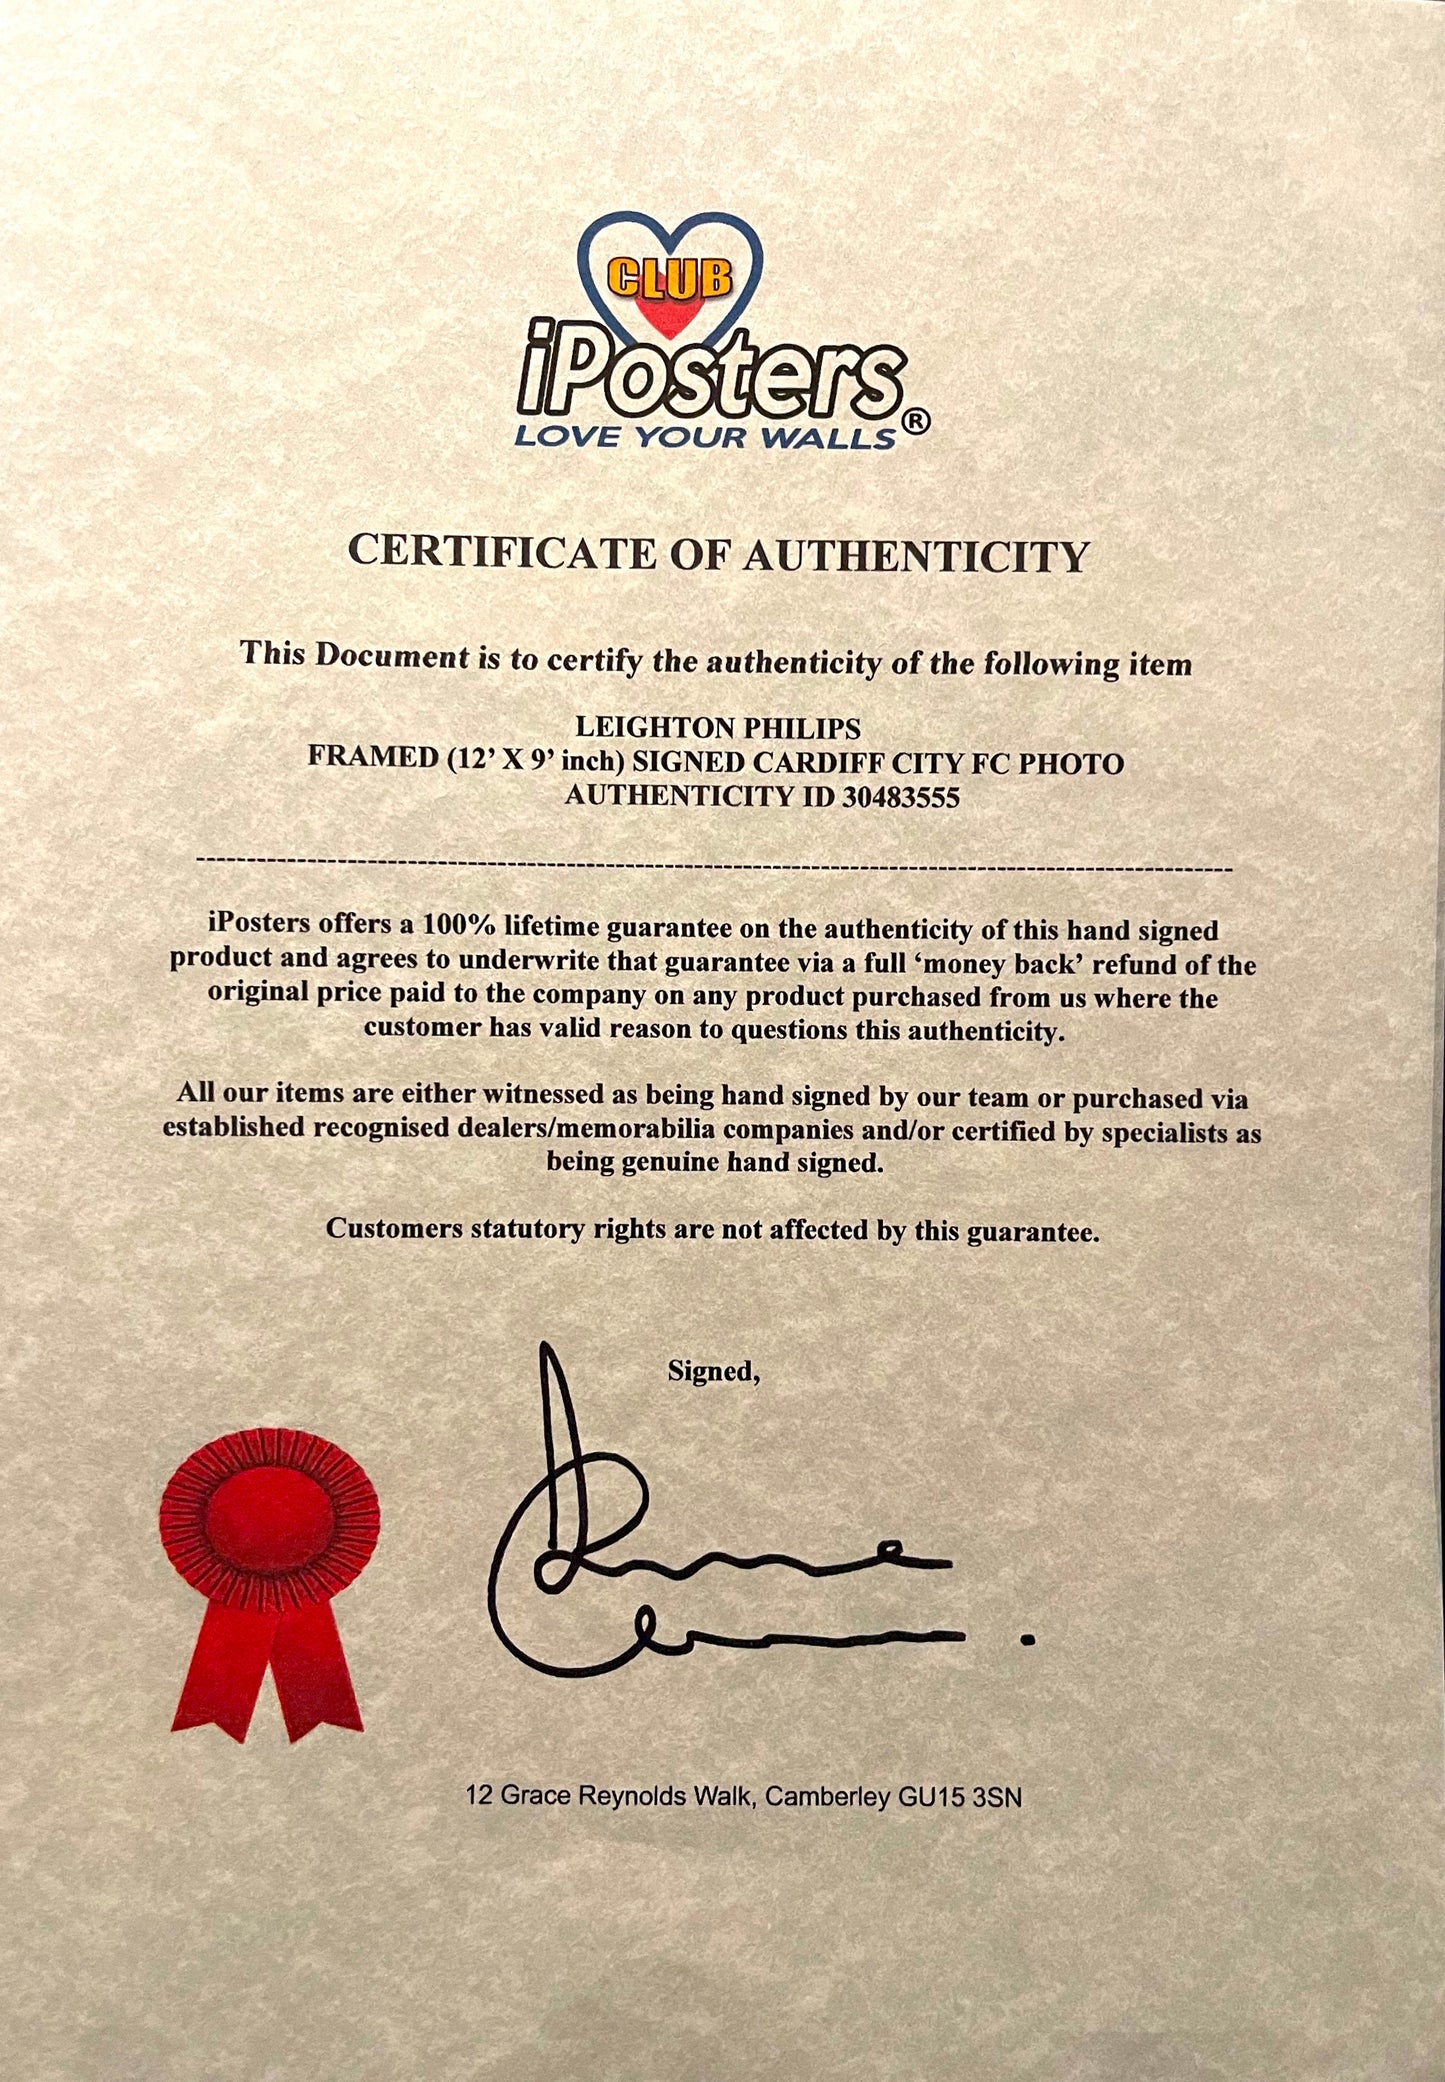 CLUB
iPosters®
LOVE YOUR WALLS
CERTIFICATE OF AUTHENTICITY
This Document is to certify the authenticity of the following item
LEIGHTON PHILIPS
FRAMED (12’ X 9’ inch) SIGNED CARDIFF CITY FC PHOTO
AUTHENTICITY ID 30483555
iPosters offers a 100% lifetime guarantee on the authenticity of this hand signed
product and agrees to underwrite that guarantee via a full ‘money back’ refund of the
original price paid to the company on any product purchased from us where the
customer has valid reason to questions this authenticity.
All our items are either witnessed as being hand signed by our team or purchased via
established recognised dealers/memorabilia companies and/or certified by specialists as
being genuine hand signed.
Customers statutory rights are not affected by this guarantee.
Signed,
12 Grace Reynolds Walk, Camberley GU15 3SN